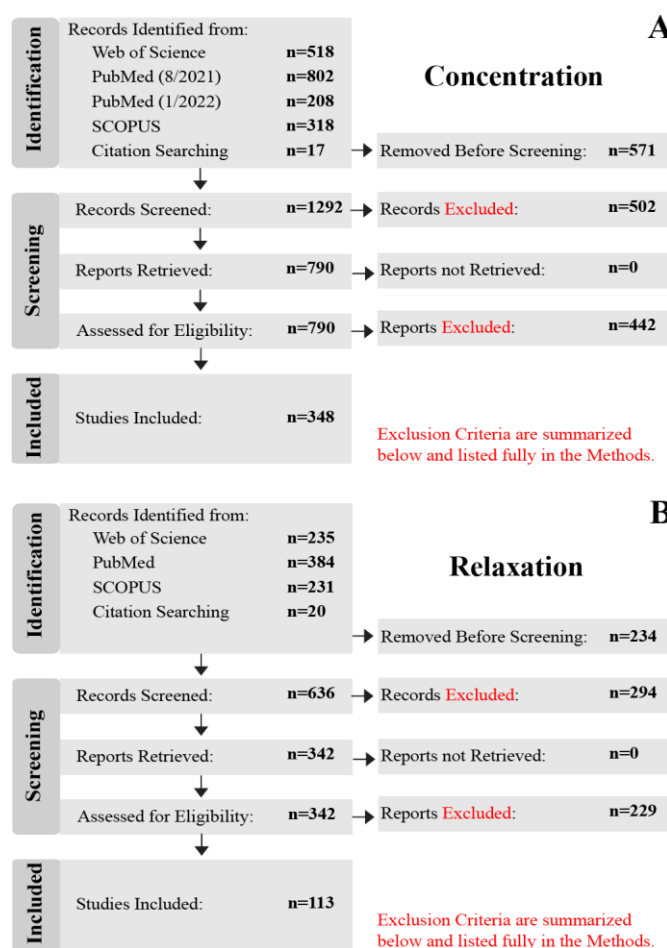 A
Concentration
Identification
Records Identified from:
Web of Science n=518
PubMed (8/2021) n=802
PubMed (1/2022) n=208
SCOPUS n=318
Citation Searching n=17
Removed Before Screening: n=571
Screening
Records Screened: n=1292
Records Excluded: n=502
Reports Retrieved: n=790
Reports not Retrieved: n=0
Assessed for Eligibility: n=790
Reports Excluded: n=442
Included
Studies Included: n=348
Exclusion Criteria are summarized
below and listed fully in the Methods.
B
Relaxation
Identification
Records Identified from:
Web of Science n=235
PubMed n=384
SCOPUS n=231
Citation Searching n=20
Removed Before Screening: n=234
Screening
Records Screened: n=636
Records Excluded: n=294
Reports Retrieved: n=342
Reports not Retrieved: n=0
Assessed for Eligibility: n=342
Reports Excluded: n=229
Included
Studies Included: n=113
Exclusion Criteria are summarized
below and listed fully in the Methods.